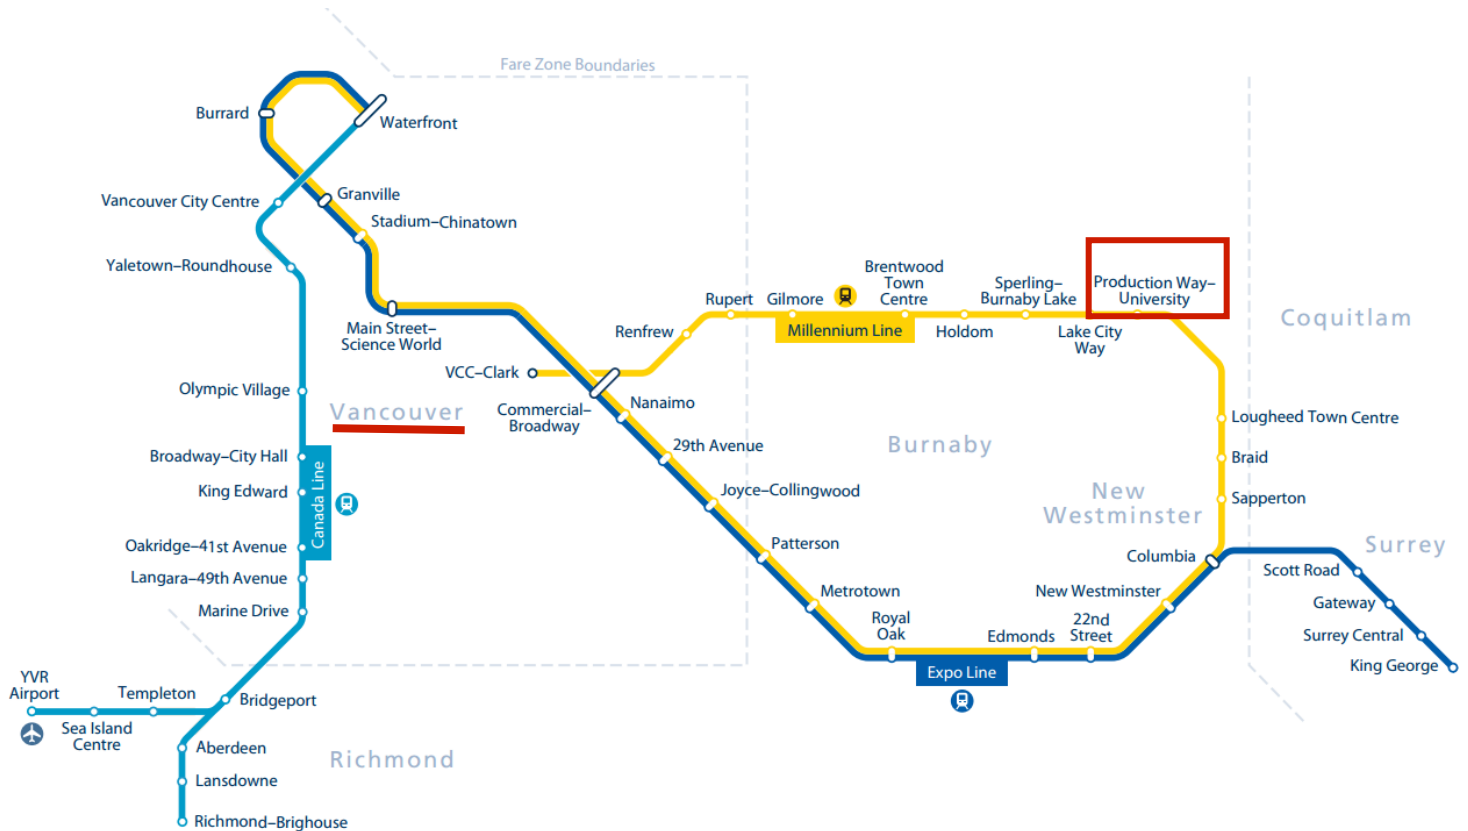 Fare Zone Boundaries
Burrard
Waterfront
Vancouver City Centre
Granville
Stadium–Chinatown
Yaletown–Roundhouse
Main Street–
Science World
Rupert
Gilmore
Brentwood
Town
Centre
Sperling–
Burnaby Lake
Production Way–
University
Renfrew
Millennium Line
Holdom
Lake City
Way
Coquitlam
VCC–Clark
Olympic Village
Vancouver
Commercial–
Broadway
Nanaimo
Lougheed Town Centre
29th Avenue
Burnaby
Broadway–City Hall
Braid
King Edward
Canada Line
Joyce–Collingwood
New
Westminster
Sapperton
Oakridge–41st Avenue
Patterson
Columbia
Surrey
Langara–49th Avenue
Scott Road
Marine Drive
Metrotown
New Westminster
Gateway
Royal
Oak
Edmonds
22nd
Street
Surrey Central
Expo Line
King George
YVR
Airport
Templeton
Bridgeport
Sea Island
Centre
Aberdeen
Richmond
Lansdowne
Richmond–Brighouse